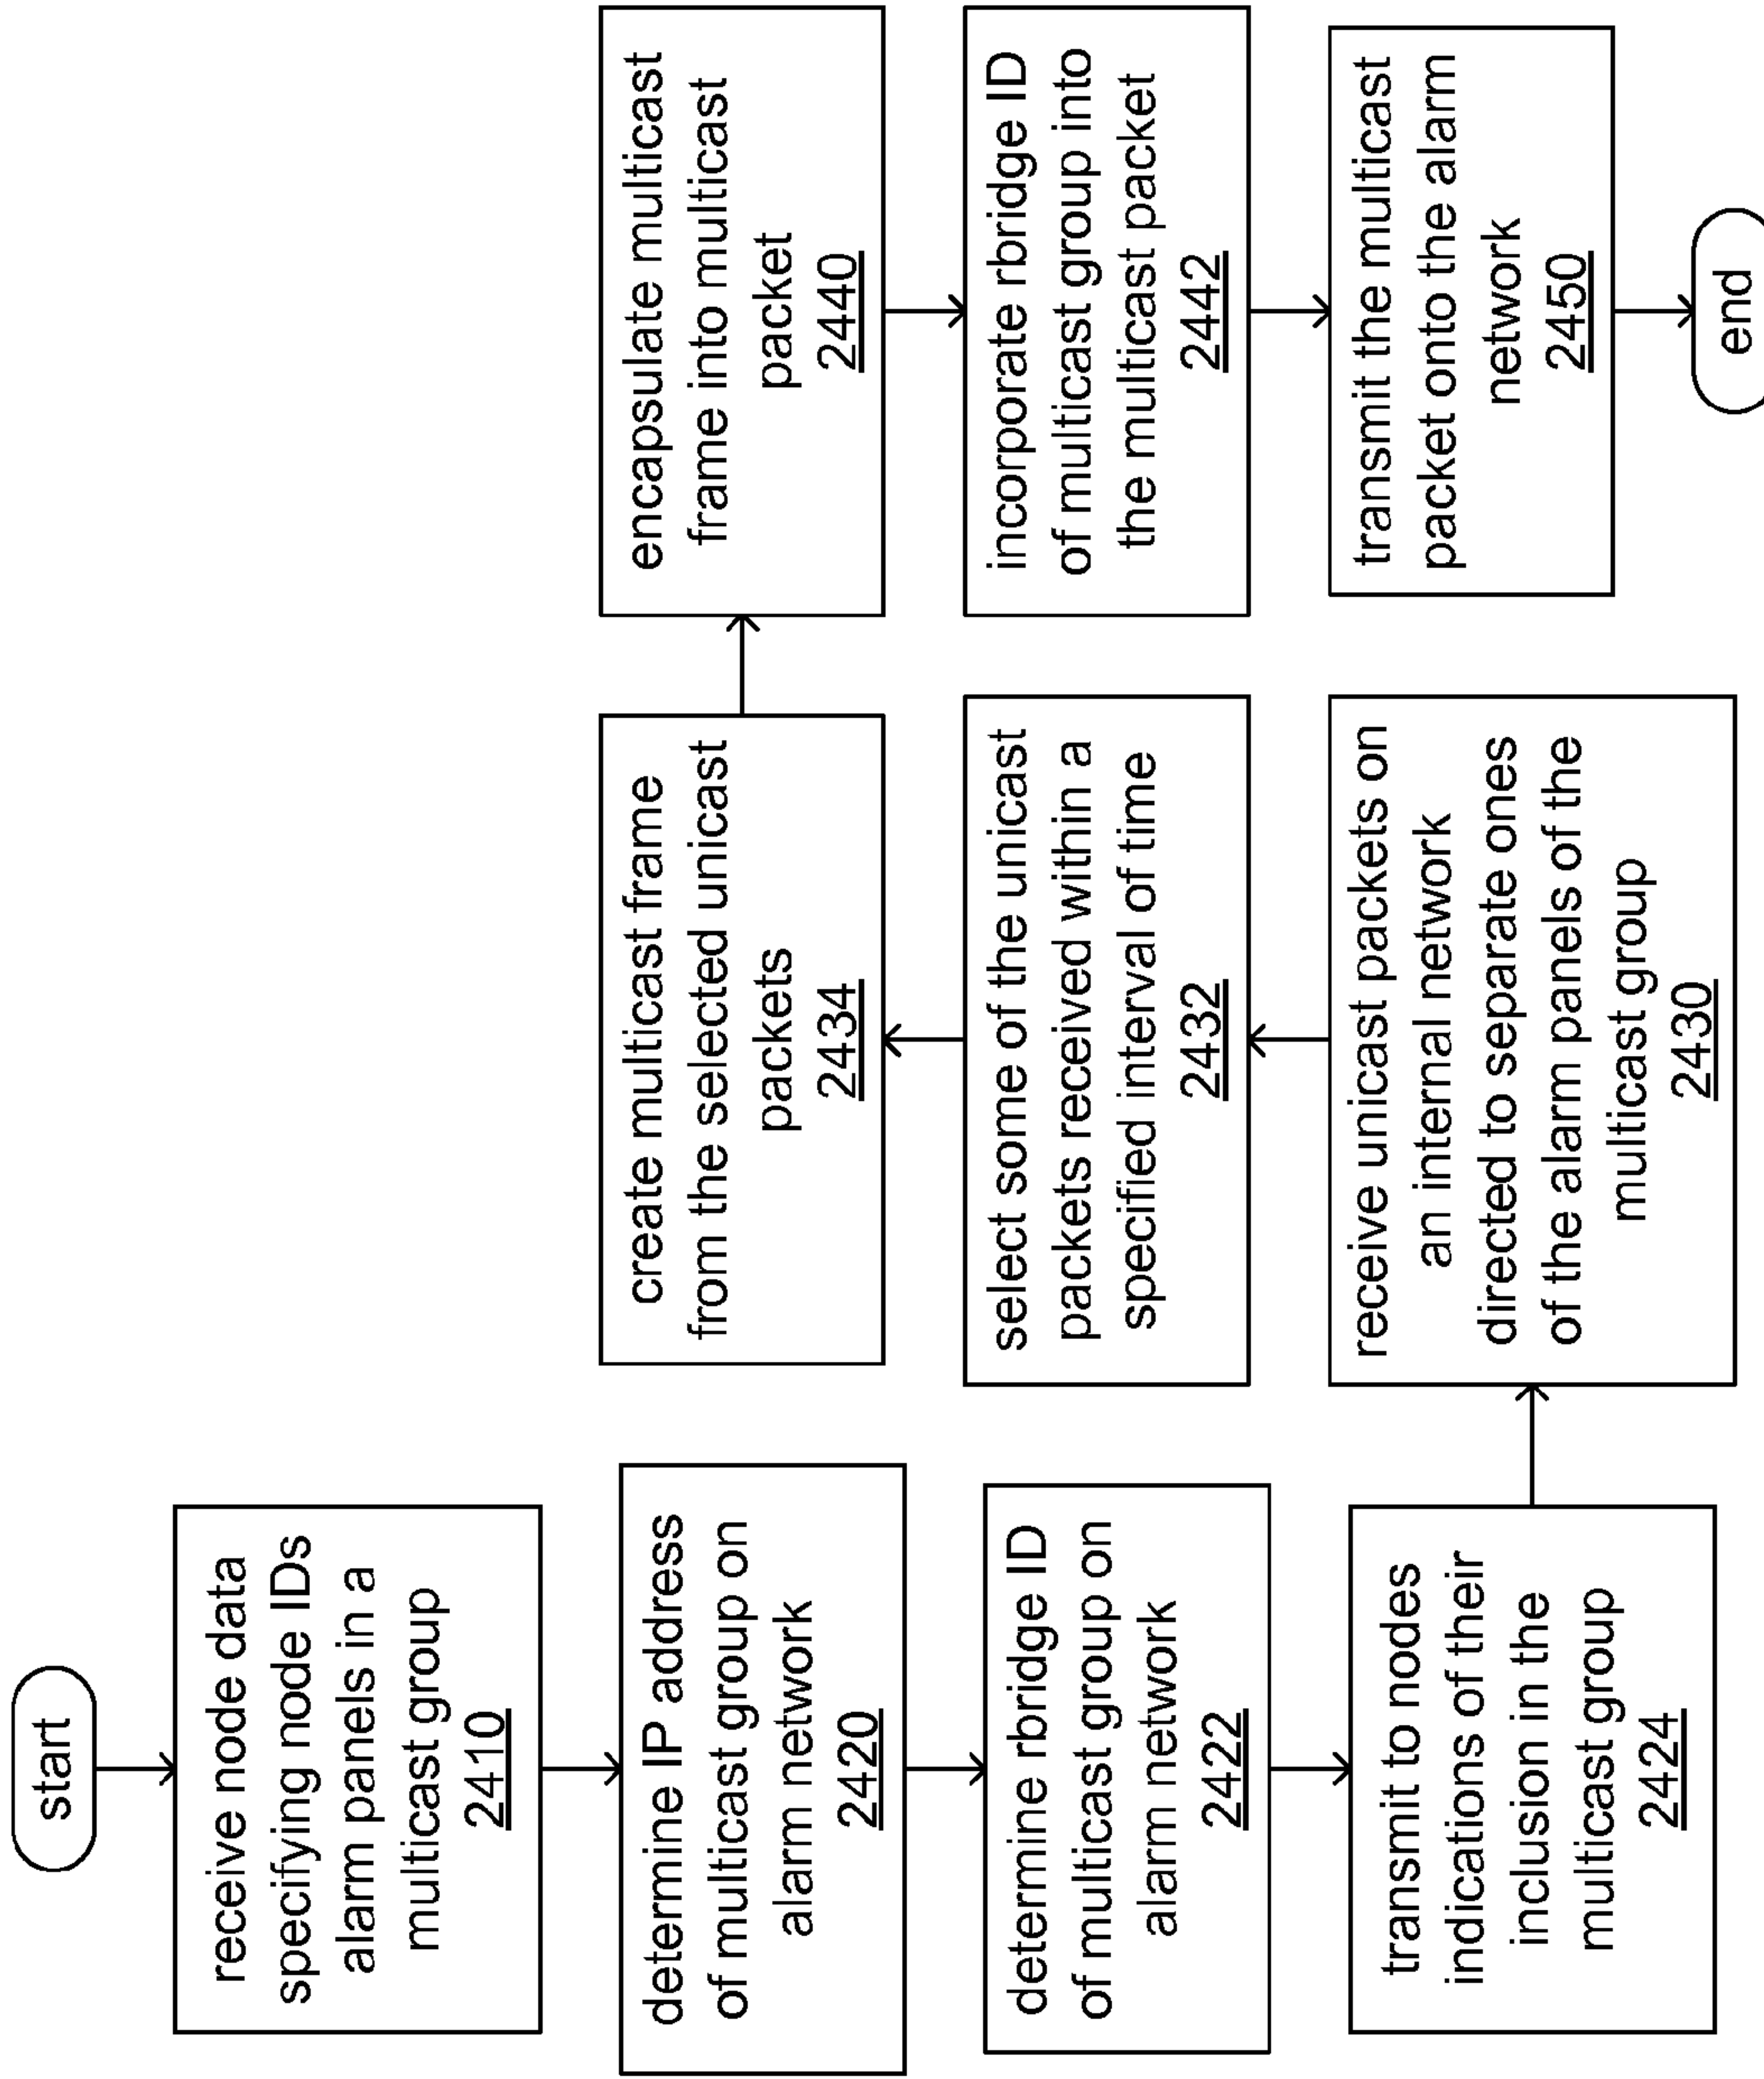 start
receive node data
specifying node IDs
alarm panels in a
multicast group
2410
determine IP address
of multicast group on
alarm network
2420
determine rbridge ID
of multicast group on
alarm network
2422
transmit to nodes
indications of their
inclusion in the
multicast group
2424
receive unicast packets on
an internal network
directed to separate ones
of the alarm panels of the
multicast group
2430
select some of the unicast
packets received within a
specified interval of time
2432
create multicast frame
from the selected unicast
packets
2434
encapsulate multicast
frame into multicast
packet
2440
incorporate rbridge ID
of multicast group into
the multicast packet
2442
transmit the multicast
packet onto the alarm
network
2450
end